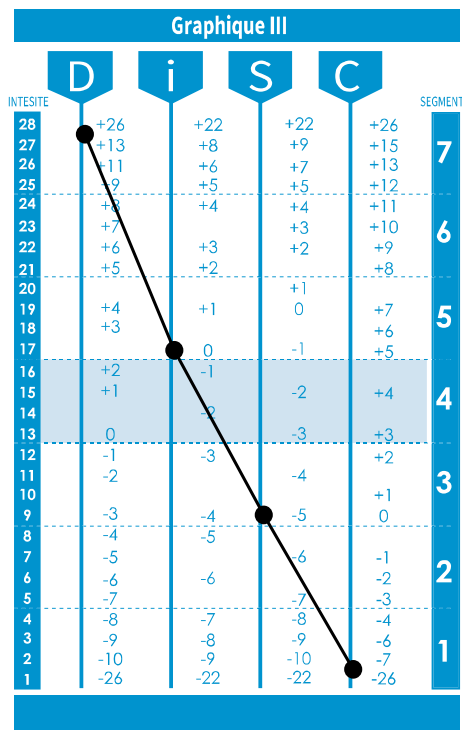 Graphique III
D i S C
INTESITE SEGMENT
28 +26 +22 +22 +26
27 +13 +8 +9 +15 7
26 +11 +6 +7 +13
25 +9 +5 +5 +12
24 +8 +4 +4 +11
23 +7 +3 +10 6
22 +6 +3 +2 +9
21 +5 +2 +8
20 +1
19 +4 +1 0 +7 5
18 +3 +6
17 0 -1 +5
16 +2 -1
15 +1 -2 +4 4
14 -2
13 0 -3 +3
12 -1 -3 +2
11 -2 -4 3
10 +1
9 -3 -4 -5 0
8 -4 -5
7 -5 -6 -1 2
6 -6 -6 -2
5 -7 -7 -3
4 -8 -7 -8 -4
3 -9 -8 -9 -6 1
2 -10 -9 -10 -7
1 -26 -22 -22 -26